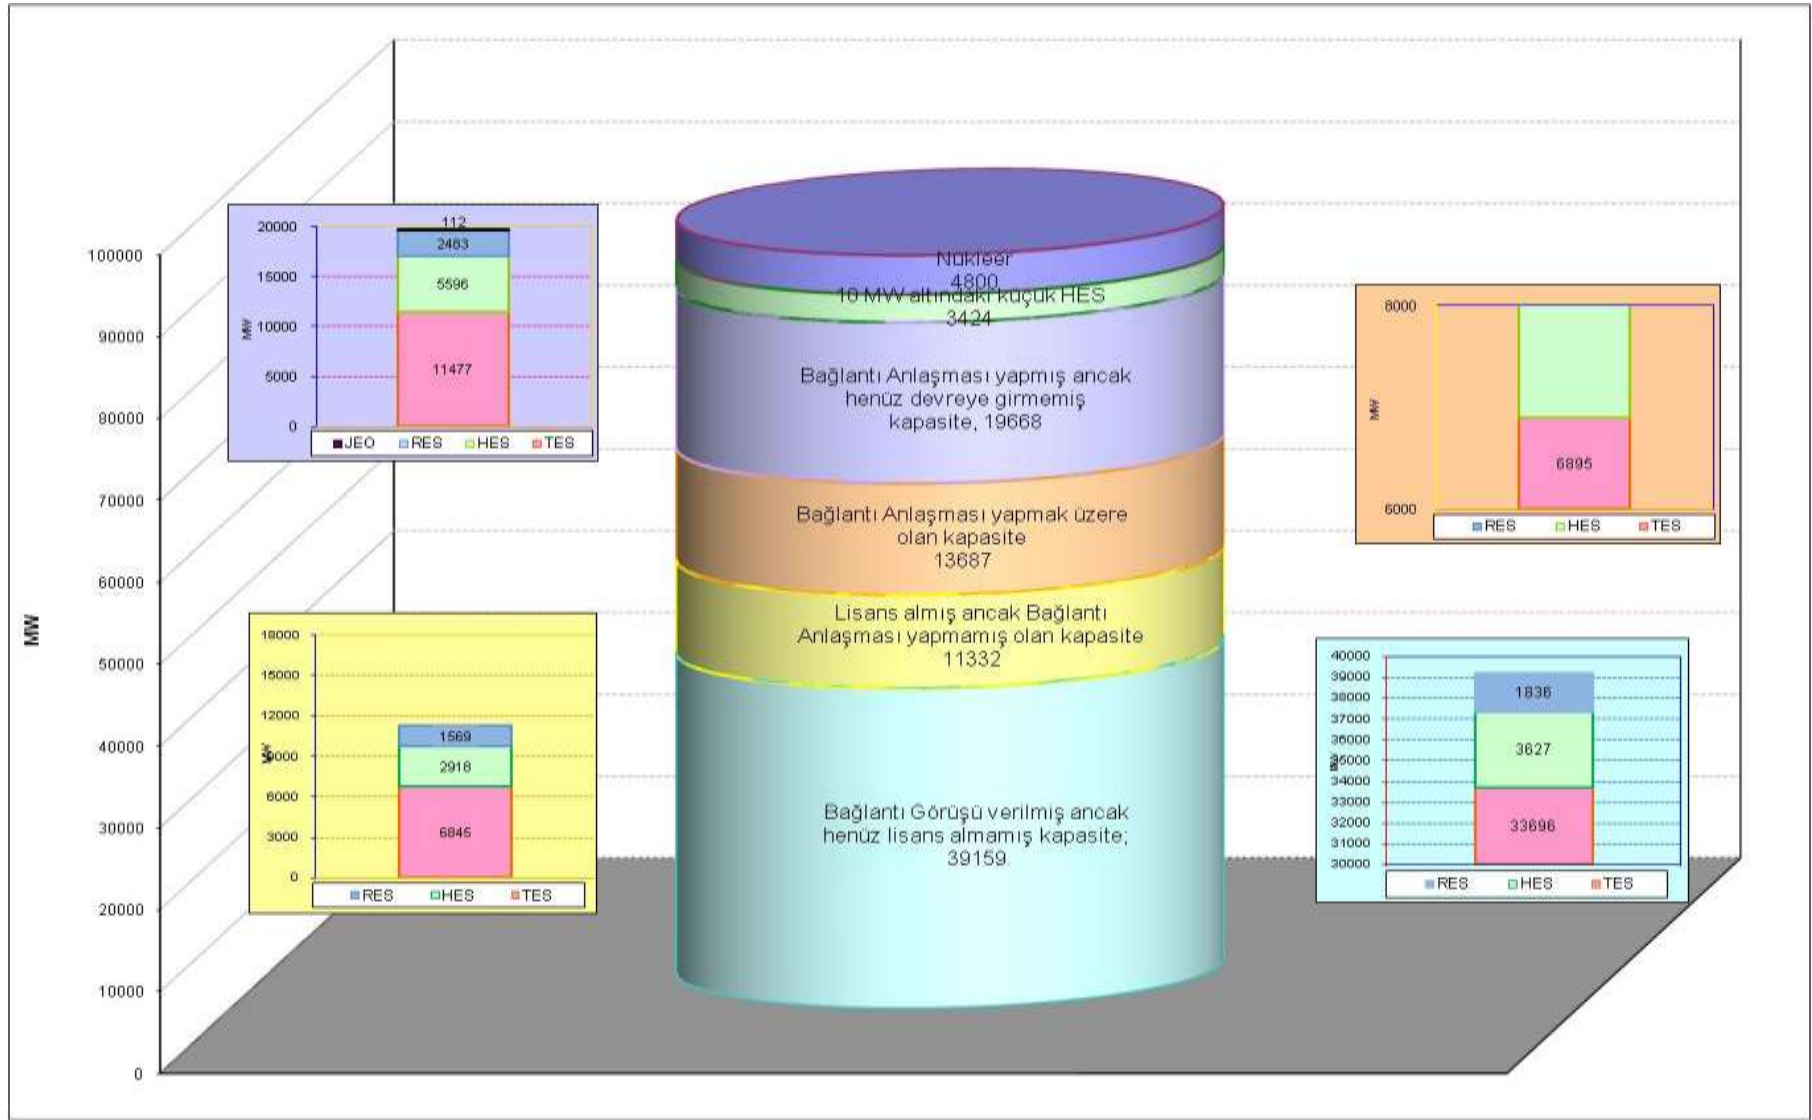 MW
100000
90000
80000
70000
60000
50000
40000
30000
20000
10000
0
Nükleer
4800
10 MW altındaki küçük HES
3424
Bağlantı Anlaşması yapmış ancak
henüz devreye girmemiş
kapasite, 19668
Bağlantı Anlaşması yapmak üzere
olan kapasite
13687
Lisans almış ancak Bağlantı
Anlaşması yapmamış olan kapasite
11332
Bağlantı Görüşü verilmiş ancak
henüz lisans almamış kapasite;
39159
MW
20000
15000
10000
5000
0
112
2483
5596
11477
JEO RES HES TES
MW
8000
6000
6895
RES HES TES
MW
18000
15000
12000
9000
6000
3000
0
1569
2918
6845
RES HES TES
40000
39000
38000
37000
36000
35000
34000
33000
32000
31000
30000
1836
3627
33696
RES HES TES